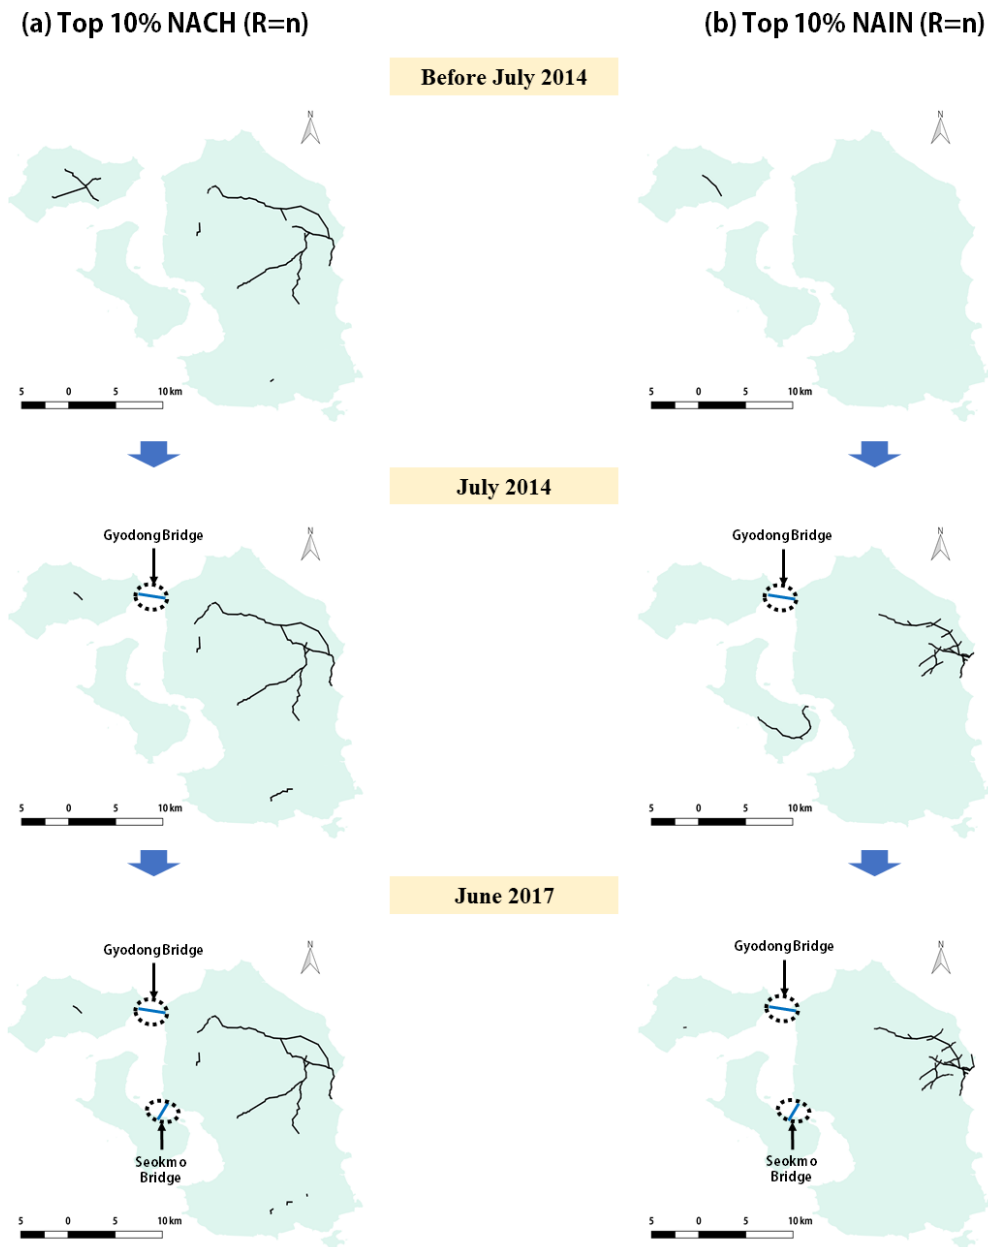 (a) Top 10% NACH (R=n)
(b) Top 10% NAIN (R=n)
Before July 2014
N
N
5 0 5 10 km
5 0 5 10 km
July 2014
Gyodong Bridge
N
Gyodong Bridge
N
5 0 5 10 km
5 0 5 10 km
June 2017
Gyodong Bridge
N
Gyodong Bridge
N
Seokmo
Bridge
Seokmo
Bridge
5 0 5 10 km
5 0 5 10 km